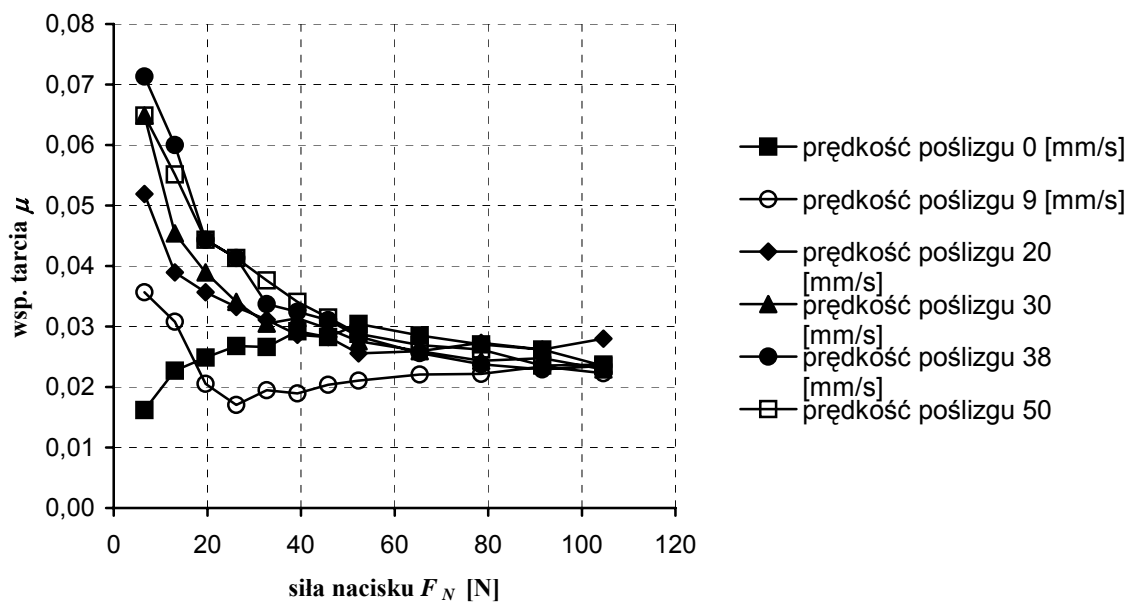 0,08
0,07
0,06
0,05
0,04
0,03
0,02
0,01
0,00
wsp. tarcia μ
0 20 40 60 80 100 120
siła nacisku F N [N]
prędkość poślizgu 0 [mm/s]
prędkość poślizgu 9 [mm/s]
prędkość poślizgu 20
[mm/s]
prędkość poślizgu 30
[mm/s]
prędkość poślizgu 38
[mm/s]
prędkość poślizgu 50